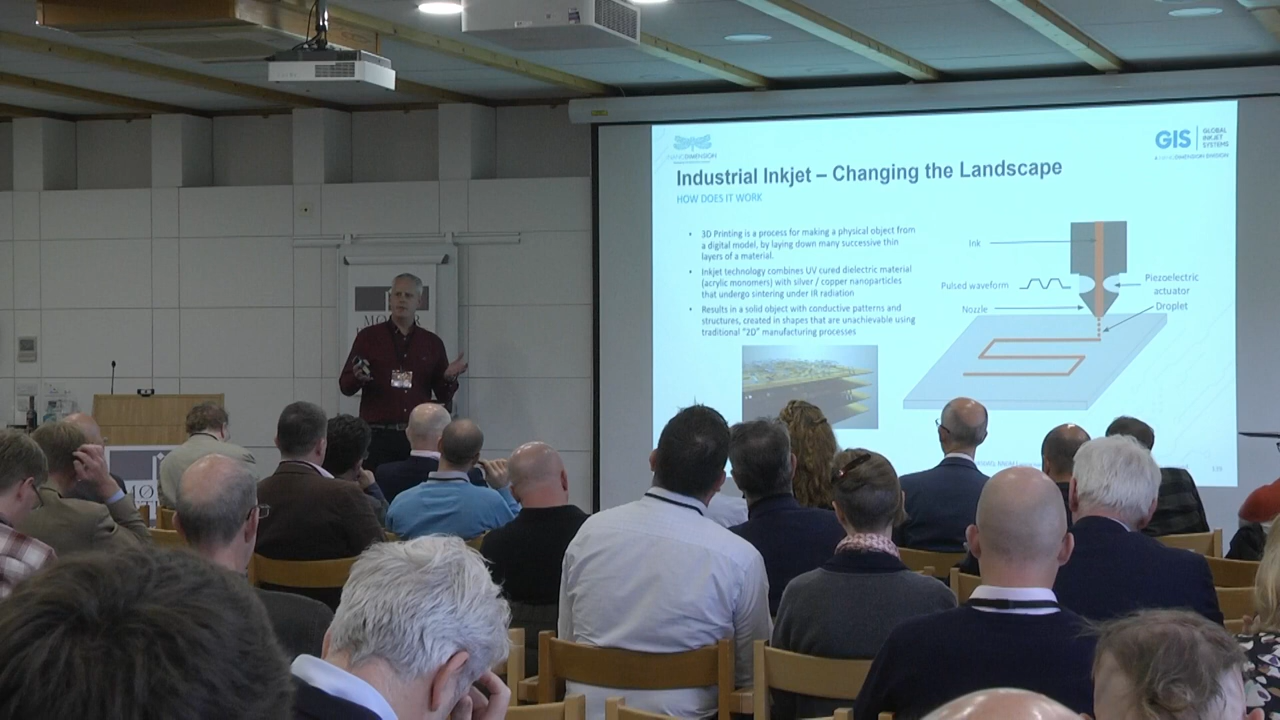 NANO DIMENSION
GIS
GLOBAL
INKJET
SYSTEMS
A NANO DIMENSION DIVISION
Industrial Inkjet – Changing the Landscape
HOW DOES IT WORK
• 3D Printing is a process for making a physical object from
a digital model, by laying down many successive thin
layers of a material.
• Inkjet technology combines UV cured dielectric material
(acrylic monomers) with silver / copper nanoparticles
that undergo sintering under IR radiation
• Results in a solid object with conductive patterns and
structures, created in shapes that are unachievable using
traditional "2D" manufacturing processes
Ink
Pulsed waveform
Nozzle
Piezoelectric
actuator
Droplet